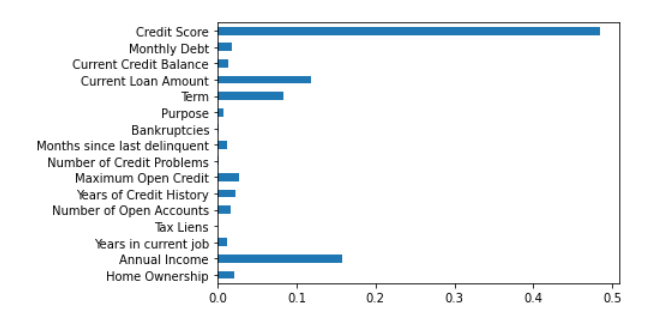 Credit Score
Monthly Debt
Current Credit Balance
Current Loan Amount
Term
Purpose
Bankruptcies
Months since last delinquent
Number of Credit Problems
Maximum Open Credit
Years of Credit History
Number of Open Accounts
Tax Liens
Years in current job
Annual Income
Home Ownership
0.0 0.1 0.2 0.3 0.4 0.5